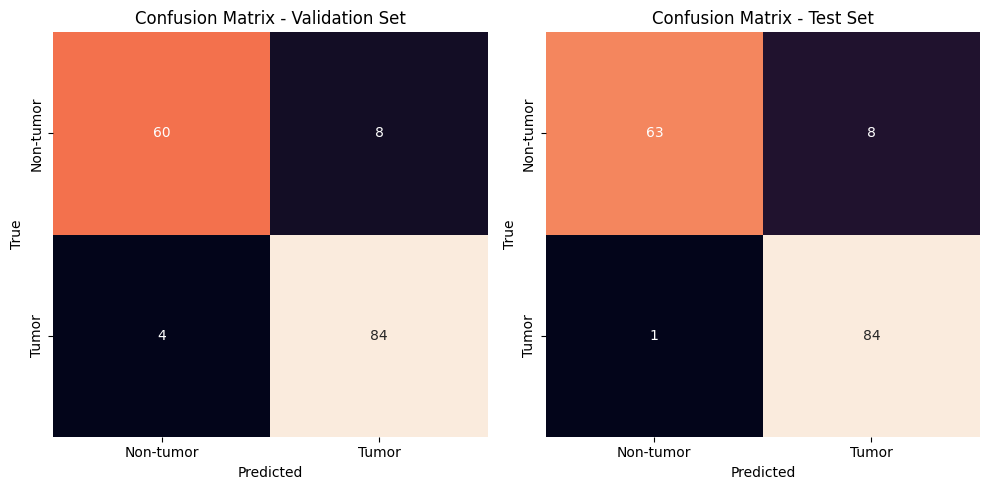 Confusion Matrix - Validation Set
Non-tumor
Tumor
True
60
8
4
84
Non-tumor
Tumor
Predicted
Confusion Matrix - Test Set
Non-tumor
Tumor
True
63
8
1
84
Non-tumor
Tumor
Predicted